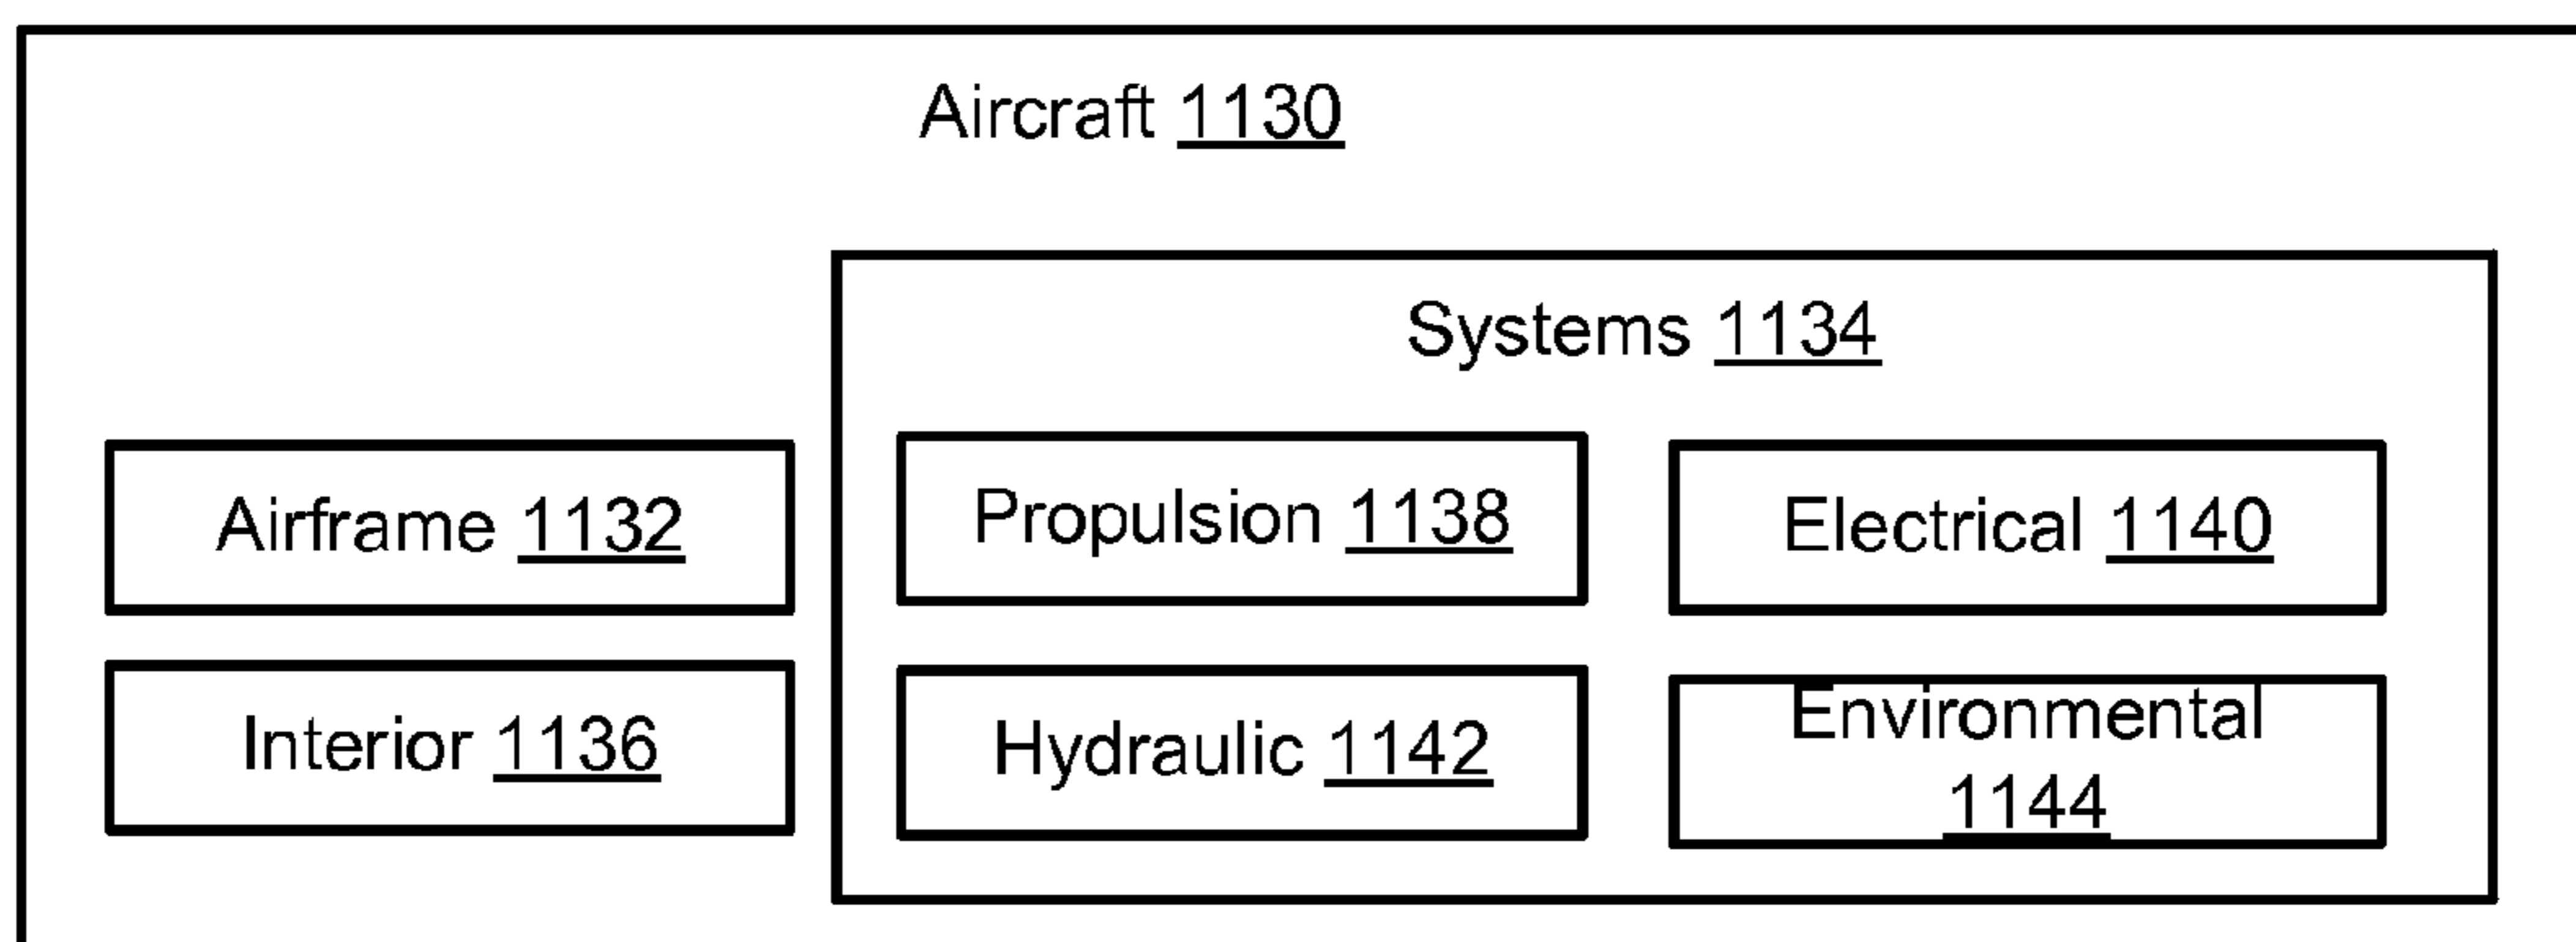 Aircraft 1130
Systems 1134
Airframe 1132
Propulsion 1138
Electrical 1140
Interior 1136
Hydraulic 1142
Environmental
1144